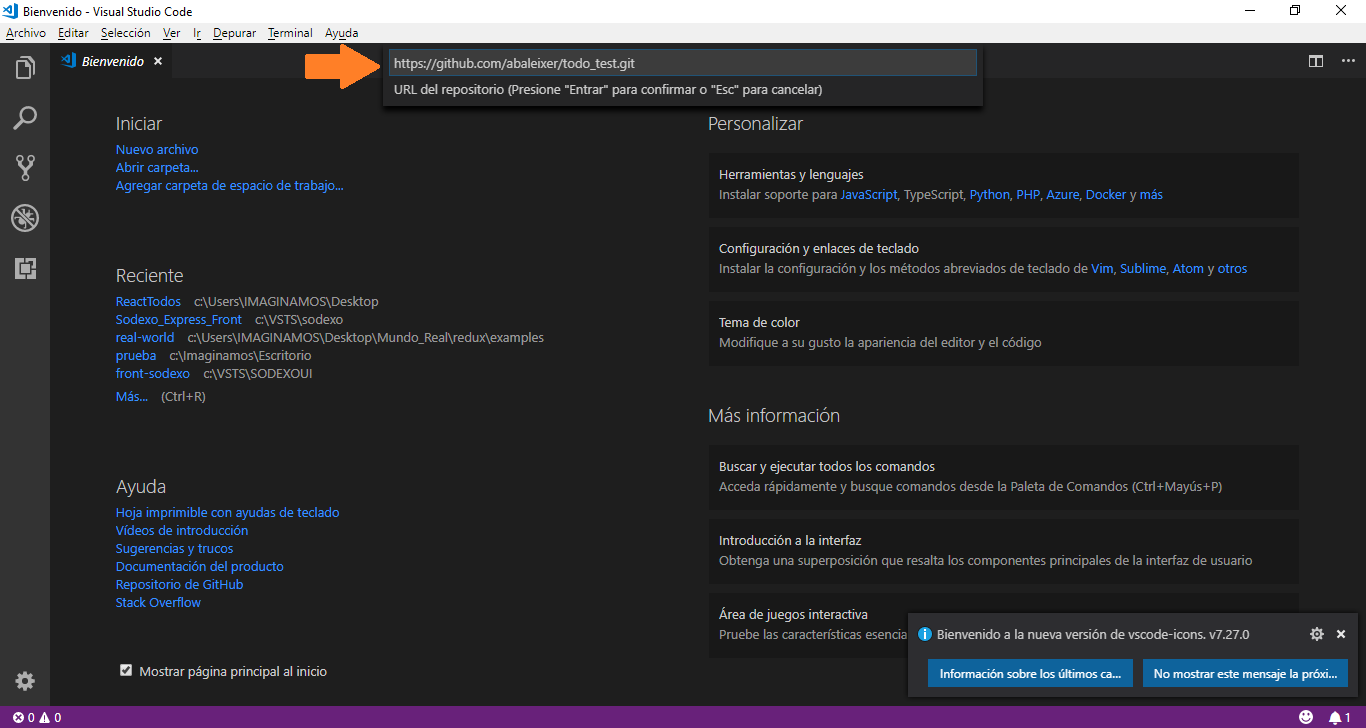 Bienvenido - Visual Studio Code
Archivo Editar Selección Ver Ir Depurar Terminal Ayuda
Bienvenido
https://github.com/abaleixer/todo_test.git
URL del repositorio (Presione "Entrar" para confirmar o "Esc" para cancelar)
Iniciar
Nuevo archivo
Abrir carpeta...
Agregar carpeta de espacio de trabajo...
Reciente
ReactTodos c:\Users\IMAGINAMOS\Desktop
Sodexo_Express_Front c:\VSTS\sodexo
real-world c:\Users\IMAGINAMOS\Desktop\Mundo_Real\redux\examples
prueba c:\Imaginamos\Escritorio
front-sodexo c:\VSTS\SODEXOUI
Más... (Ctrl+R)
Ayuda
Hoja imprimible con ayudas de teclado
Vídeos de introducción
Sugerencias y trucos
Documentación del producto
Repositorio de GitHub
Stack Overflow
Mostrar página principal al inicio
Personalizar
Herramientas y lenguajes
Instalar soporte para JavaScript, TypeScript, Python, PHP, Azure, Docker y más
Configuración y enlaces de teclado
Instalar la configuración y los métodos abreviados de teclado de Vim, Sublime, Atom y otros
Tema de color
Modifique a su gusto la apariencia del editor y el código
Más información
Buscar y ejecutar todos los comandos
Acceda rápidamente y busque comandos desde la Paleta de Comandos (Ctrl+Mayús+P)
Introducción a la interfaz
Obtenga una superposición que resalta los componentes principales de la interfaz de usuario
Área de juegos interactiva
Pruebe las características esencia
Bienvenido a la nueva versión de vscode-icons. v7.27.0
Información sobre los últimos ca...
No mostrar este mensaje la próxi...
0 0
1